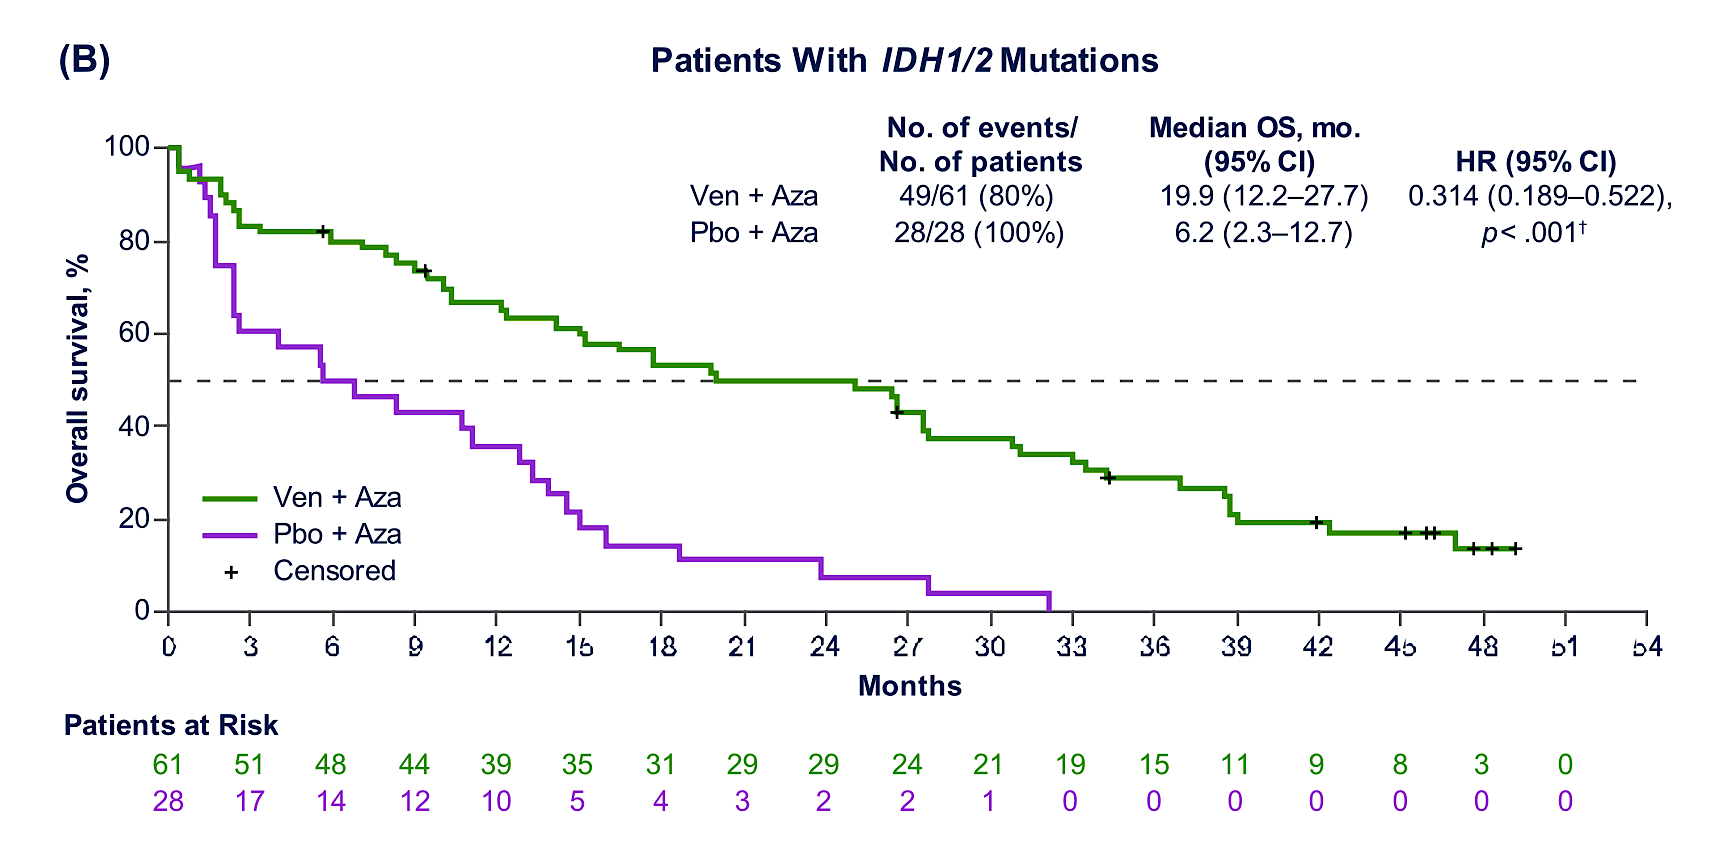 (B) Patients With IDH1/2 Mutations
No. of events/ Median OS, mo.
No. of patients (95% CI) HR (95% CI)
Ven + Aza 49/61 (80%) 19.9 (12.2–27.7) 0.314 (0.189–0.522),
Pbo + Aza 28/28 (100%) 6.2 (2.3–12.7) p< .001†
Overall survival, %
100
80
60
40
20
0
Ven + Aza
Pbo + Aza
+ Censored
0 3 6 9 12 15 18 21 24 27 30 33 36 39 42 45 48 51 54
Months
Patients at Risk
61 51 48 44 39 35 31 29 29 24 21 19 15 11 9 8 3 0
28 17 14 12 10 5 4 3 2 2 1 0 0 0 0 0 0 0